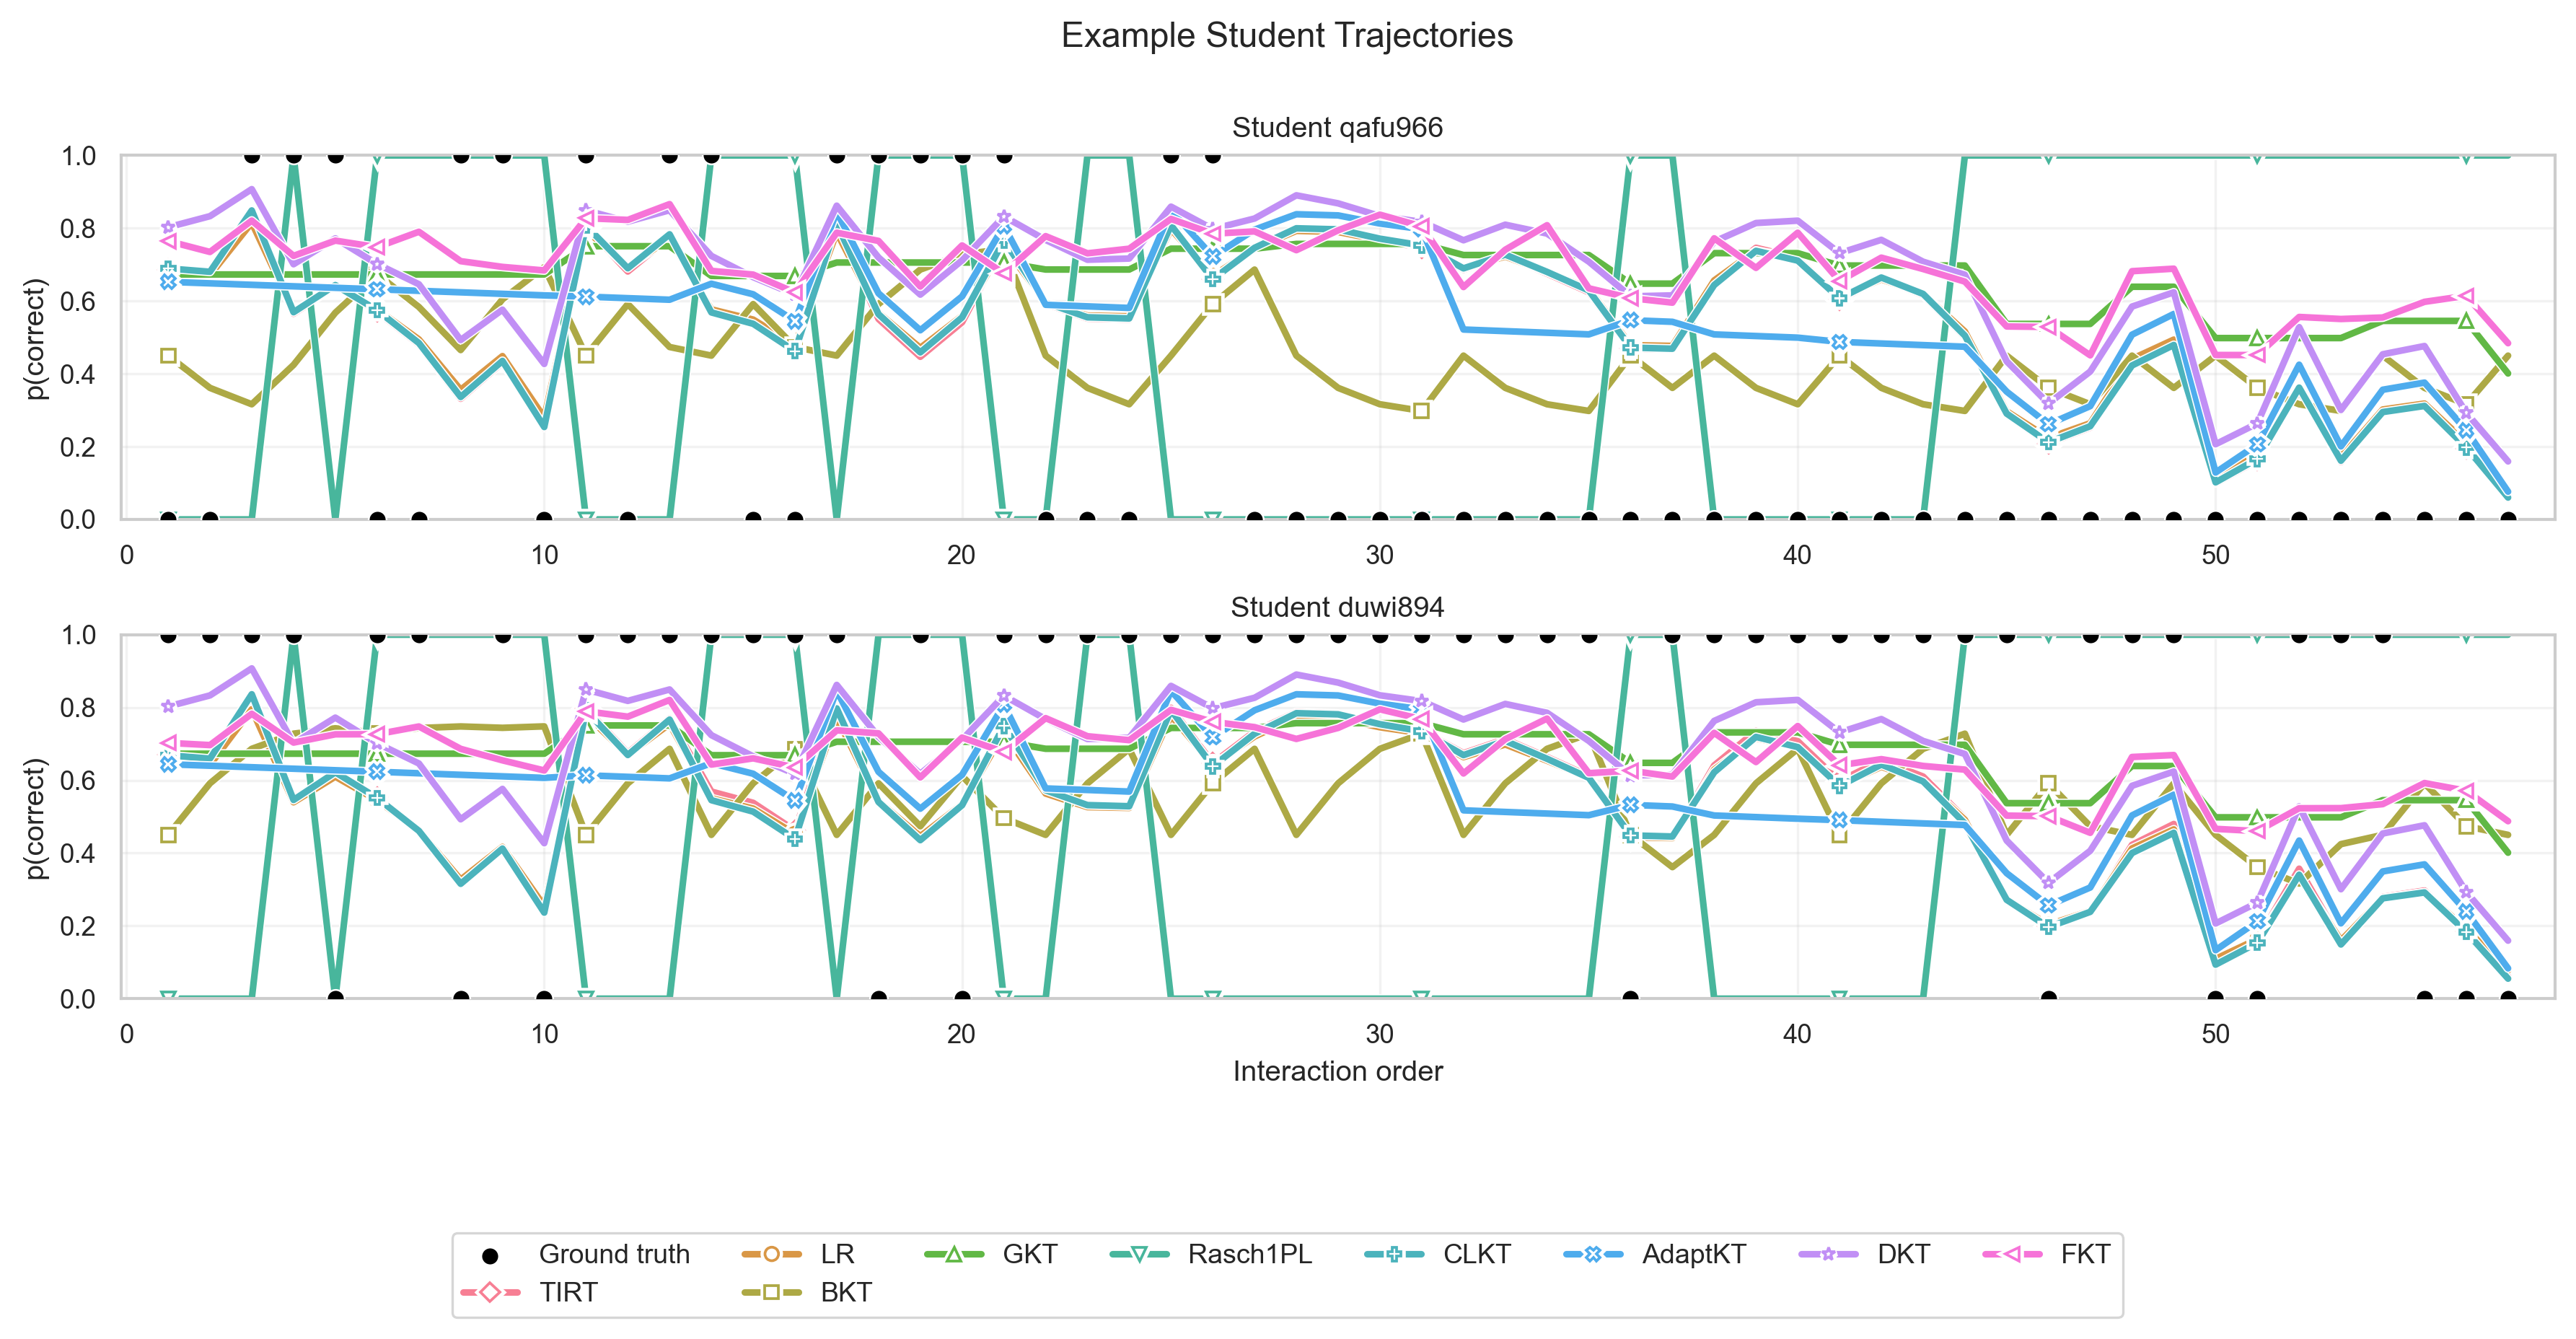 Example Student Trajectories
Student qafu966
1.0
0.8
0.6
0.4
0.2
0.0
p(correct)
0 10 20 30 40 50
Student duwi894
1.0
0.8
0.6
0.4
0.2
0.0
p(correct)
0 10 20 30 40 50
Interaction order
Ground truth LR GKT Rasch1PL CLKT AdaptKT DKT FKT
TIRT BKT